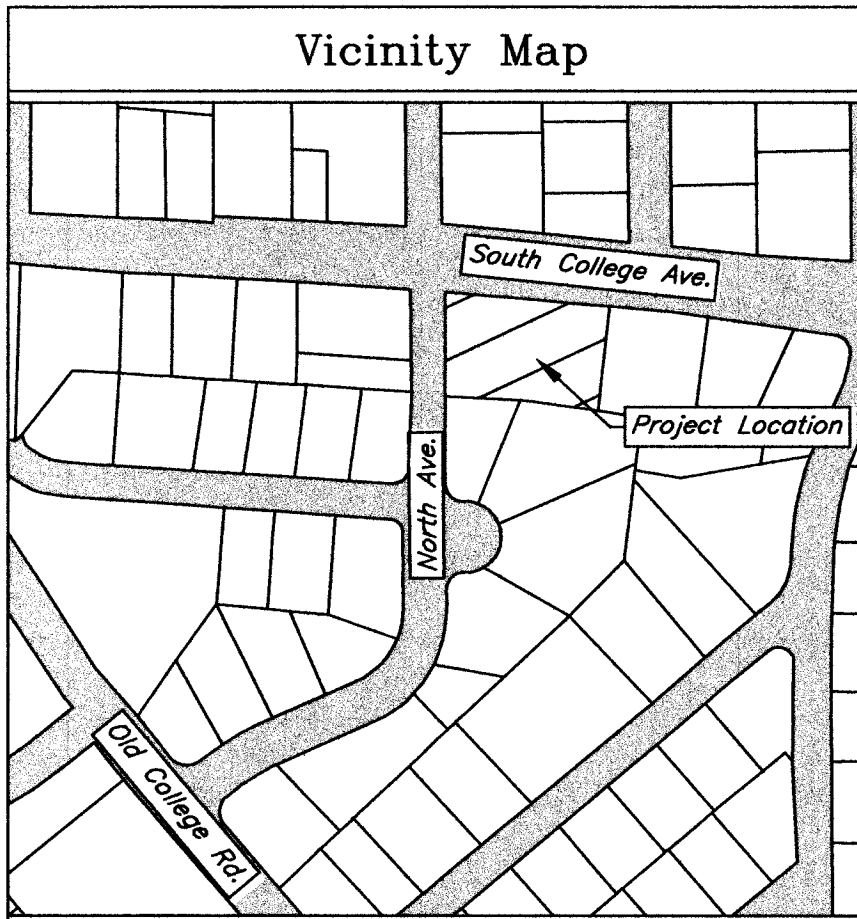 Vicinity Map
South College Ave.
Project Location
North Ave.
Old College Rd.